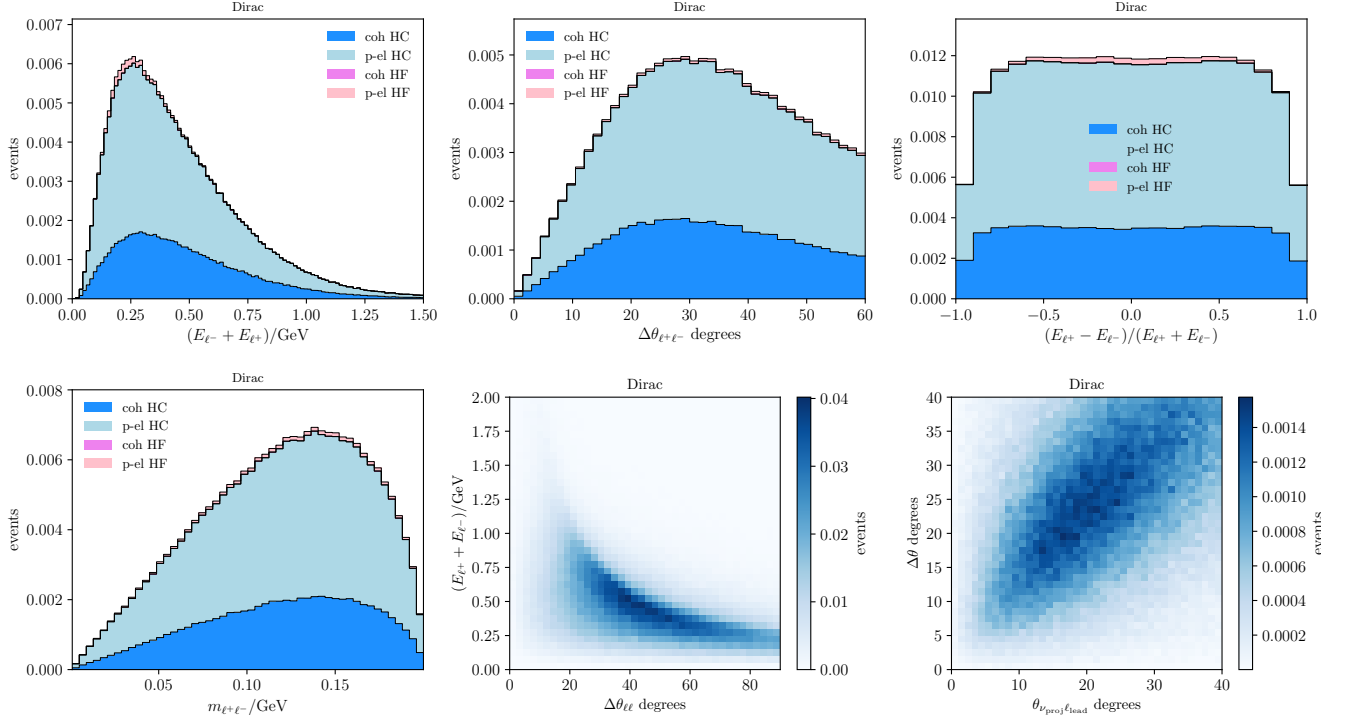 Dirac
events
0.000
0.001
0.002
0.003
0.004
0.005
0.006
0.007
coh HC
p-el HC
coh HF
p-el HF
0.00 0.25 0.50 0.75 1.00 1.25 1.50
(E_{ℓ^-} + E_{ℓ^+})/GeV
Dirac
events
0.000
0.001
0.002
0.003
0.004
0.005
coh HC
p-el HC
coh HF
p-el HF
0 10 20 30 40 50 60
Δθ_{ℓ^+ℓ^-} degrees
Dirac
events
0.000
0.002
0.004
0.006
0.008
0.010
0.012
coh HC
p-el HC
coh HF
p-el HF
−1.0 −0.5 0.0 0.5 1.0
(E_{ℓ^+} − E_{ℓ^-})/(E_{ℓ^+} + E_{ℓ^-})
Dirac
events
0.000
0.002
0.004
0.006
0.008
coh HC
p-el HC
coh HF
p-el HF
0.05 0.10 0.15
m_{ℓ^+ℓ^-}/GeV
Dirac
(E_{ℓ^+} + E_{ℓ^-})/GeV
0.00
0.25
0.50
0.75
1.00
1.25
1.50
1.75
2.00
0 20 40 60 80
Δθ_{ℓℓ} degrees
0.00
0.01
0.02
0.03
0.04
events
Dirac
Δθ degrees
0
5
10
15
20
25
30
35
40
0 10 20 30 40
θ_{ν_{proj}ℓ_{lead}} degrees
0.0002
0.0004
0.0006
0.0008
0.0010
0.0012
0.0014
events